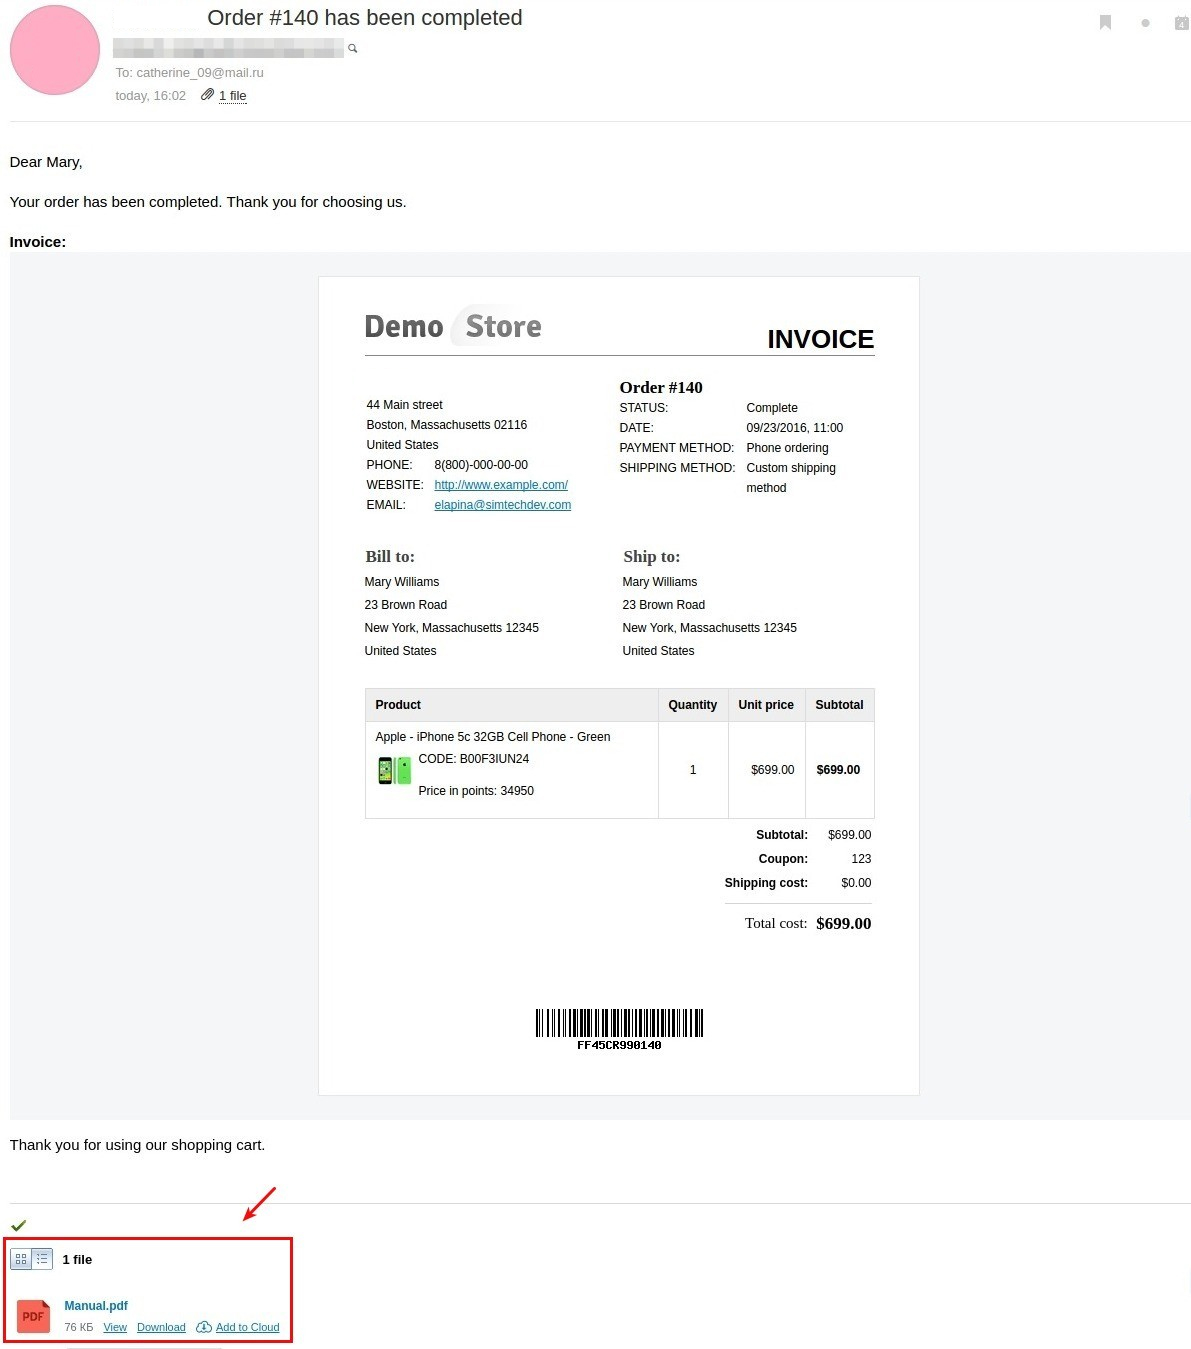 Order #140 has been completed
To: catherine_09@mail.ru
today, 16:02 1 file
4
Dear Mary,
Your order has been completed. Thank you for choosing us.
Invoice:
Demo Store
INVOICE
44 Main street
Boston, Massachusetts 02116
United States
PHONE: 8(800)-000-00-00
WEBSITE: http://www.example.com/
EMAIL: elapina@simtechdev.com
Order #140
STATUS: Complete
DATE: 09/23/2016, 11:00
PAYMENT METHOD: Phone ordering
SHIPPING METHOD: Custom shipping
method
Bill to:
Mary Williams
23 Brown Road
New York, Massachusetts 12345
United States
Ship to:
Mary Williams
23 Brown Road
New York, Massachusetts 12345
United States
Product Quantity Unit price Subtotal
Apple - iPhone 5c 32GB Cell Phone - Green
CODE: B00F3IUN24
Price in points: 34950
1 $699.00 $699.00
Subtotal: $699.00
Coupon: 123
Shipping cost: $0.00
Total cost: $699.00
FF45CR990140
Thank you for using our shopping cart.
1 file
PDF
Manual.pdf
76 КБ View Download Add to Cloud